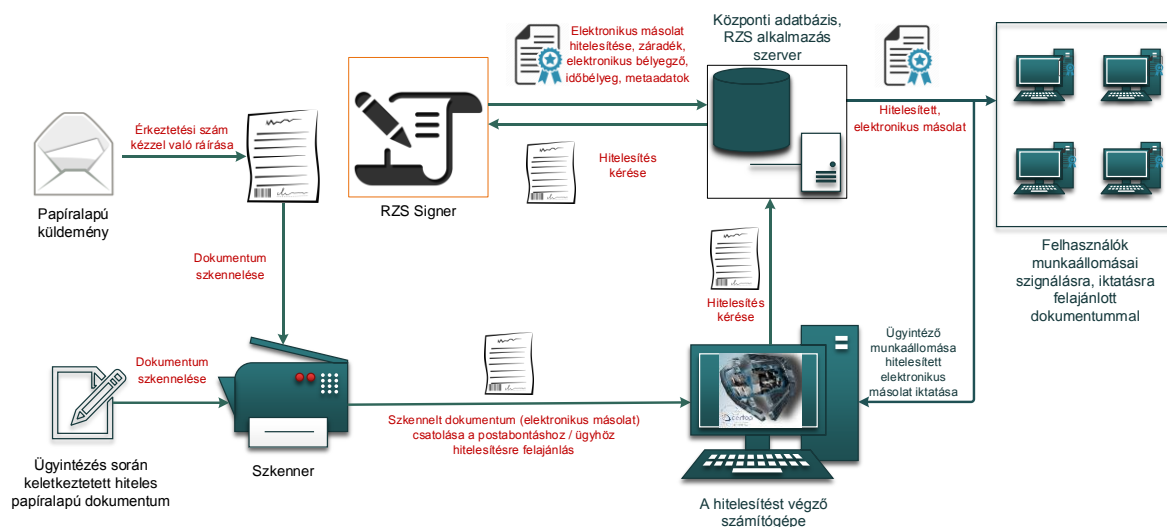 Elektronikus másolat
hitelesítése, záradék,
elektronikus bélyegző,
időbélyeg, metaadatok
Központi adatbázis,
RZS alkalmazás
szerver
Érkeztetési szám
kézzel való ráírása
Hitelesített,
elektronikus másolat
Hitelesítés
kérése
RZS Signer
Papíralapú
küldemény
Felhasználók
munkaállomásai
szignálásra, iktatásra
felajánlott
dokumentummal
Dokumentum
szkennelése
Hitelesítés
kérése
Ügyintéző
munkaállomása
hitelesített
elektronikus
másolat iktatása
Dokumentum
szkennelése
Szkennelt dokumentum (elektronikus másolat)
csatolása a postabontáshoz / ügyhöz
hitelesítésre felajánlás
Szkenner
Ügyintézés során
keletkeztetett hiteles
papíralapú dokumentum
A hitelesítést végző
számítógépe